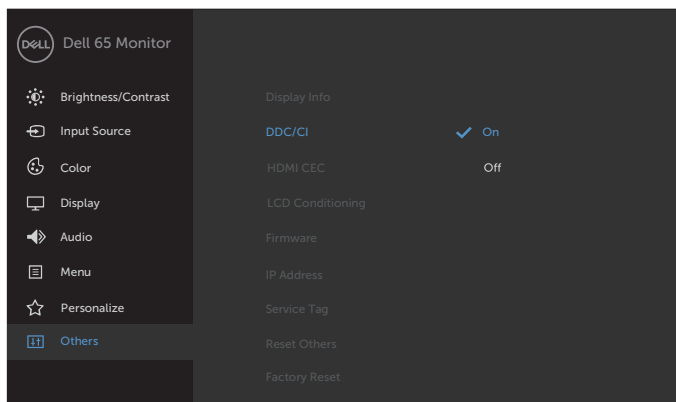 DELL Dell 65 Monitor
Brightness/Contrast
Input Source
Color
Display
Audio
Menu
Personalize
Others
Display Info
DDC/CI
On
HDMI CEC
Off
LCD Conditioning
Firmware
IP Address
Service Tag
Reset Others
Factory Reset